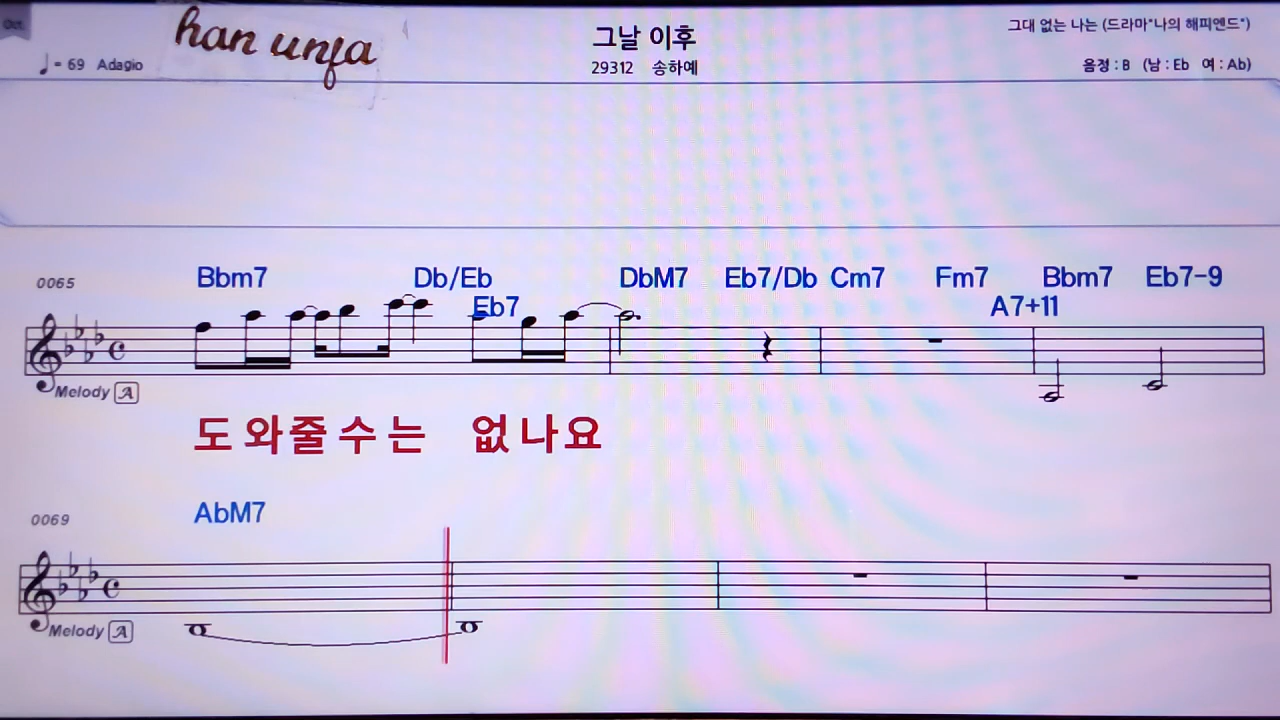 Oct.
han unfa
♩= 69 Adagio
그날 이후
29312 송하예
그대 없는 나는 (드라마"나의 해피엔드")
음정 : B (남 : Eb 여 : Ab)
0065
Bbm7 Db/Eb DbM7 Eb7/Db Cm7 Fm7 Bbm7 Eb7-9
Eb7 A7+11
Melody A
도와줄수는 없나요
0069
AbM7
Melody A